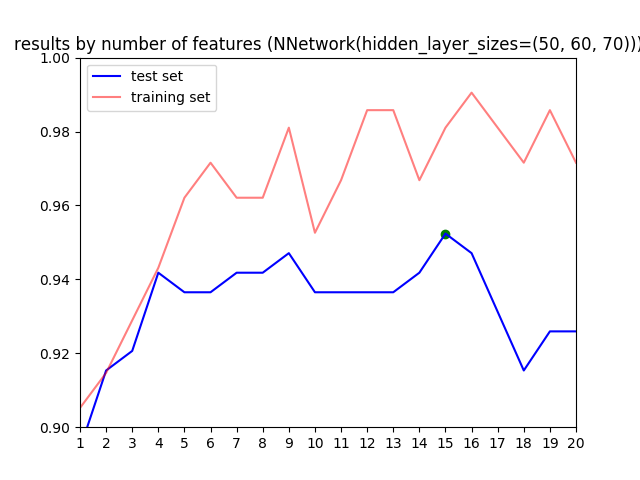 results by number of features (NNetwork(hidden_layer_sizes=(50, 60, 70)))
1.00
test set
training set
0.98
0.96
0.94
0.92
0.90
1 2 3 4 5 6 7 8 9 10 11 12 13 14 15 16 17 18 19 20